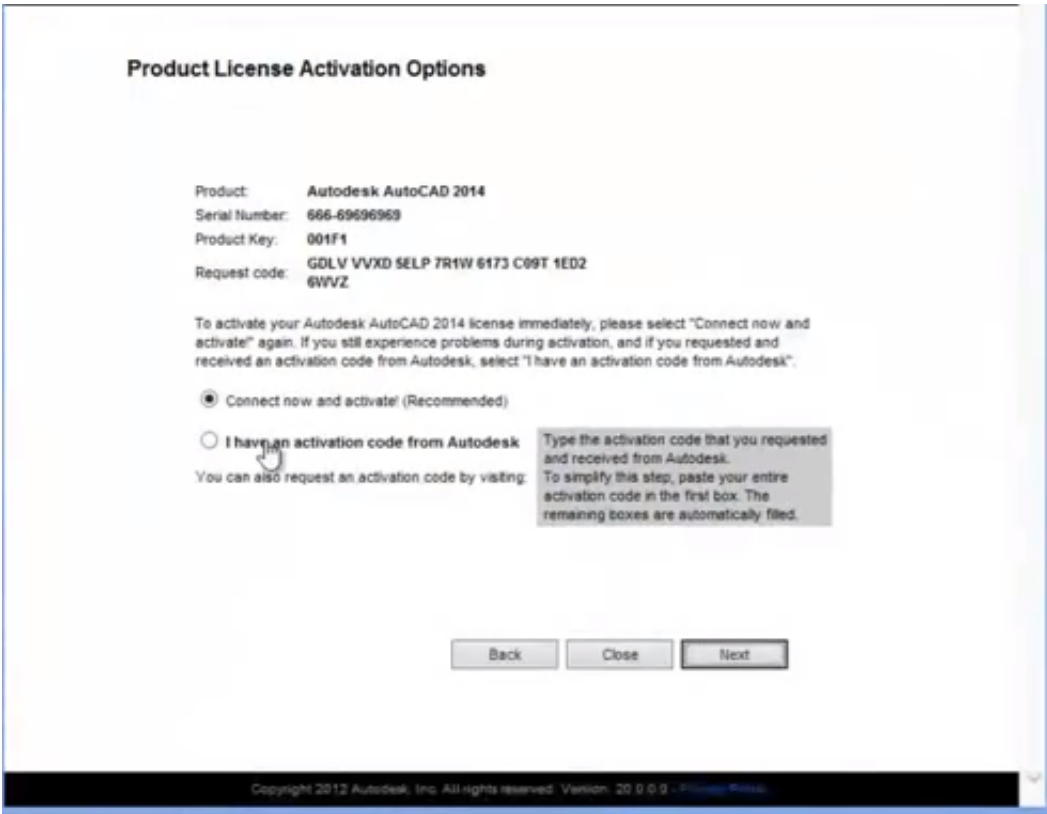 Product License Activation Options
Product: Autodesk AutoCAD 2014
Serial Number: 666-69696969
Product Key: 001F1
Request code: GDLV VVXD 5ELP 7R1W 6173 C09T 1ED2
6WVZ
To activate your Autodesk AutoCAD 2014 license immediately, please select "Connect now and
activate!" again. If you still experience problems during activation, and if you requested and
received an activation code from Autodesk, select "I have an activation code from Autodesk".
Connect now and activate! (Recommended)
I have an activation code from Autodesk
You can also request an activation code by visiting:
Type the activation code that you requested
and received from Autodesk.
To simplify this step, paste your entire
activation code in the first box. The
remaining boxes are automatically filled.
Back Close Next
Copyright 2012 Autodesk, Inc. All rights reserved. Version: 20.0.0.0 -